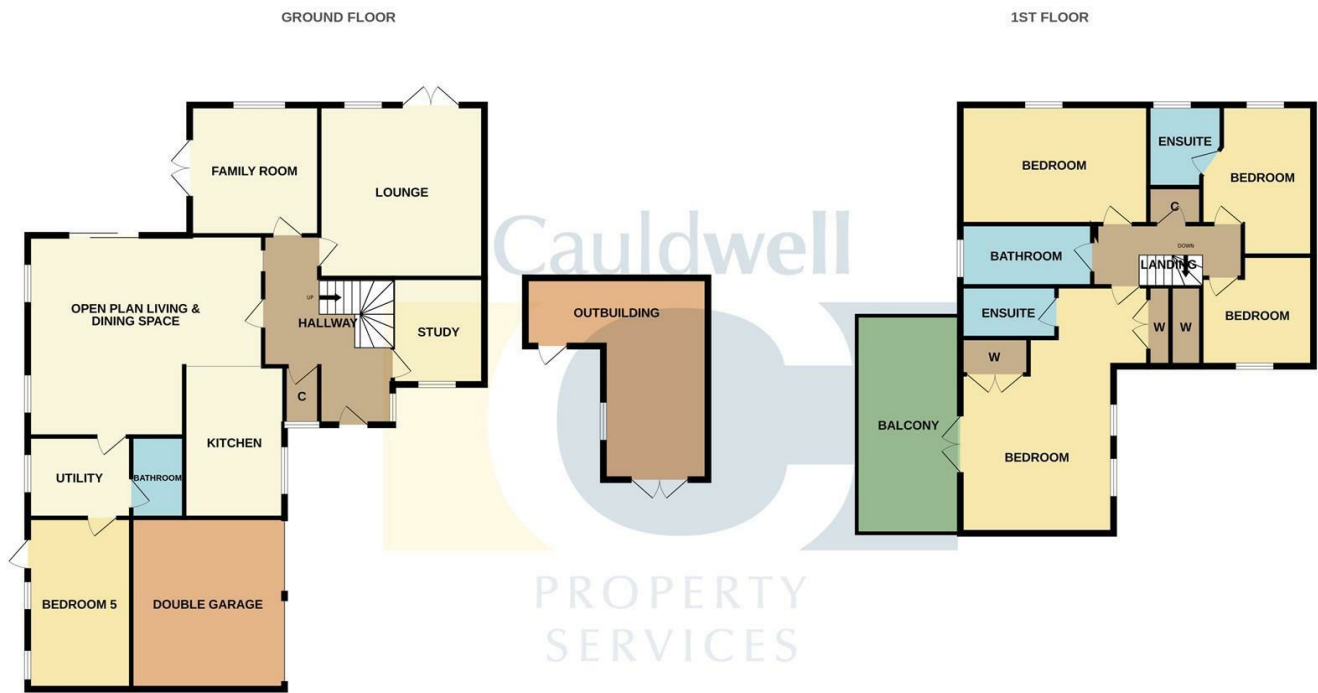 GROUND FLOOR
FAMILY ROOM
LOUNGE
OPEN PLAN LIVING &
DINING SPACE
UP
HALLWAY
STUDY
C
KITCHEN
UTILITY
BATHROOM
BEDROOM 5
DOUBLE GARAGE
Cauldwell
OUTBUILDING
PROPERTY
SERVICES
1ST FLOOR
BEDROOM
ENSUITE
BEDROOM
C
DOWN
BATHROOM
LANDING
ENSUITE
BEDROOM
W
W
W
BALCONY
BEDROOM